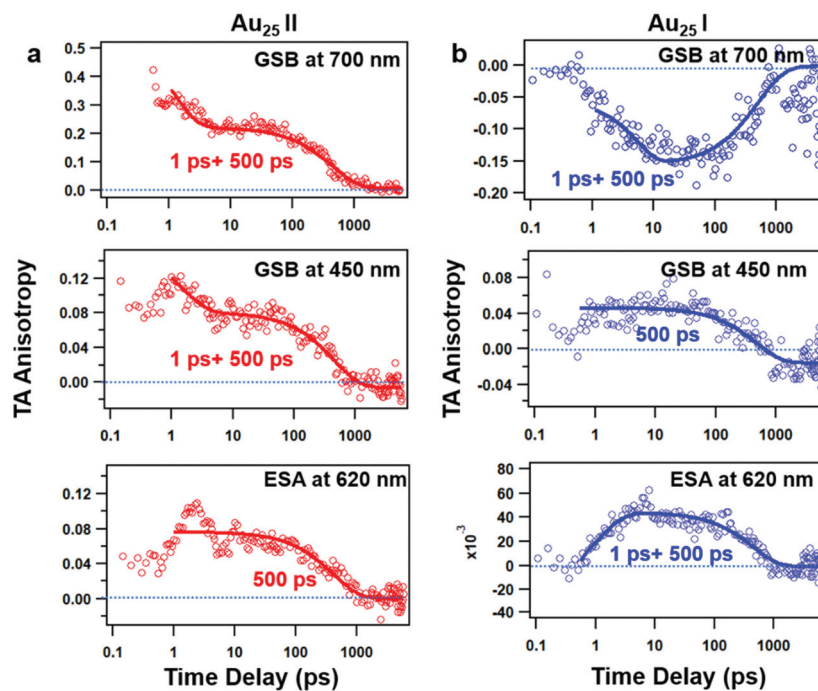 Au25 II
Au25 I
a
b
TA Anisotropy
GSB at 700 nm
0.5
0.4
0.3
0.2
0.1
0.0
1 ps+ 500 ps
0.1 1 10 100 1000
GSB at 450 nm
0.12
0.08
0.04
0.00
1 ps+ 500 ps
0.1 1 10 100 1000
ESA at 620 nm
0.12
0.08
0.04
0.00
500 ps
0.1 1 10 100 1000
Time Delay (ps)
TA Anisotropy
GSB at 700 nm
0.00
-0.05
-0.10
-0.15
-0.20
1 ps+ 500 ps
0.1 1 10 100 1000
GSB at 450 nm
0.08
0.04
0.00
-0.04
500 ps
0.1 1 10 100 1000
ESA at 620 nm
x10-3
80
60
40
20
0
-20
-40
1 ps+ 500 ps
0.1 1 10 100 1000
Time Delay (ps)